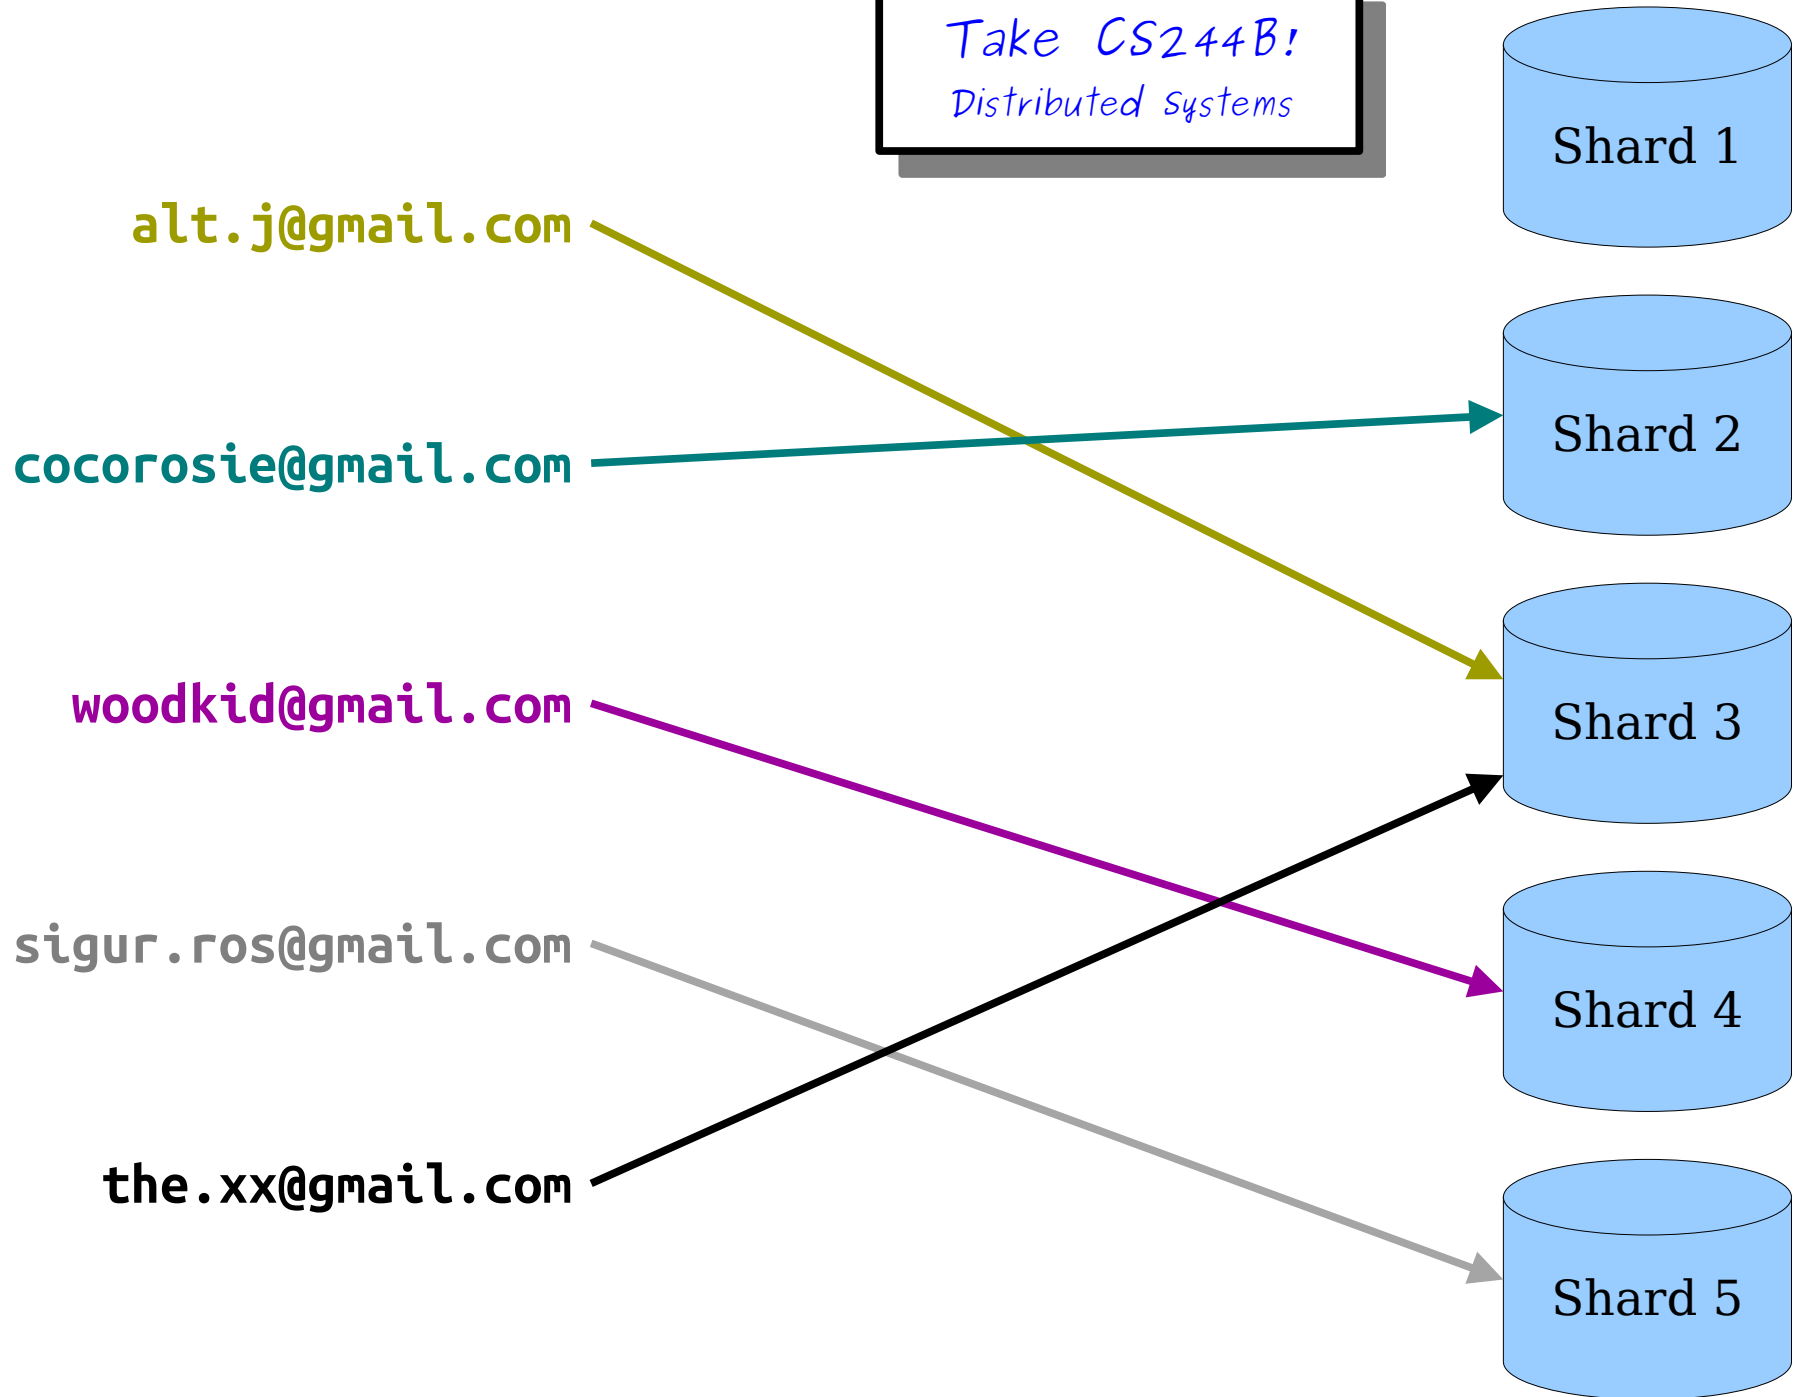 Take CS244B!
Distributed Systems
alt.j@gmail.com
cocorosie@gmail.com
woodkid@gmail.com
sigur.ros@gmail.com
the.xx@gmail.com
Shard 1
Shard 2
Shard 3
Shard 4
Shard 5